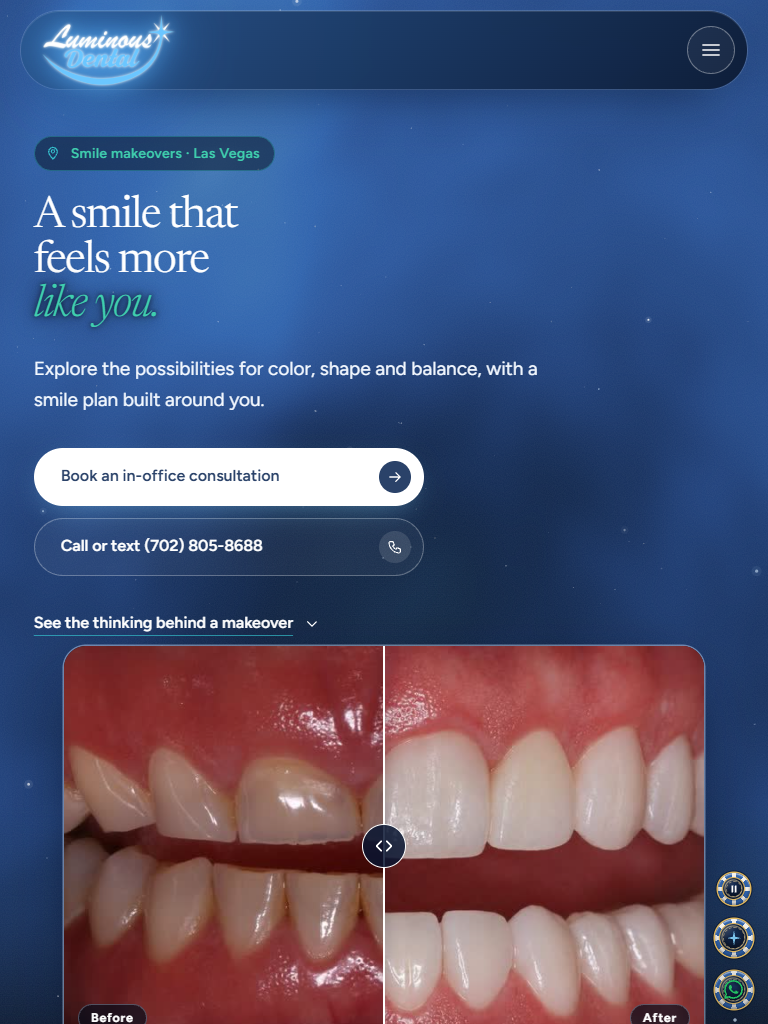 Luminous
Dental
Smile makeovers · Las Vegas
A smile that
feels more
like you.
Explore the possibilities for color, shape and balance, with a
smile plan built around you.
Book an in-office consultation
Call or text (702) 805-8688
See the thinking behind a makeover
Before
After